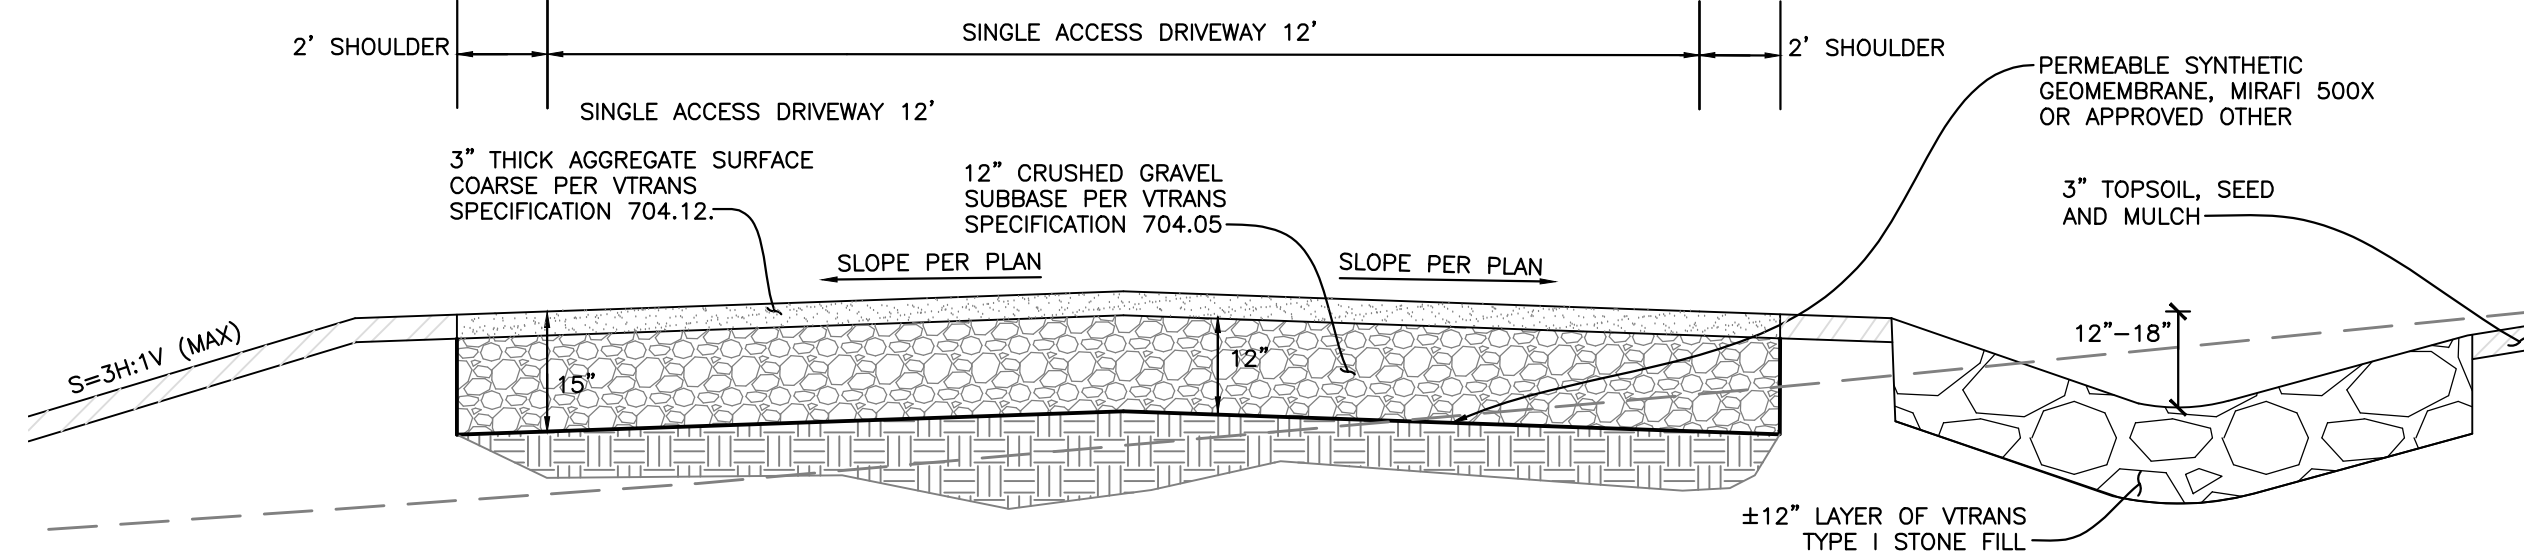 2' SHOULDER
SINGLE ACCESS DRIVEWAY 12'
2' SHOULDER
SINGLE ACCESS DRIVEWAY 12'
PERMEABLE SYNTHETIC
GEOMEMBRANE, MIRAFI 500X
OR APPROVED OTHER
3" THICK AGGREGATE SURFACE
COARSE PER VTRANS
SPECIFICATION 704.12.
12" CRUSHED GRAVEL
SUBBASE PER VTRANS
SPECIFICATION 704.05
3" TOPSOIL, SEED
AND MULCH
SLOPE PER PLAN
SLOPE PER PLAN
S=3H:1V (MAX)
15"
12"
12"-18"
±12" LAYER OF VTRANS
TYPE I STONE FILL